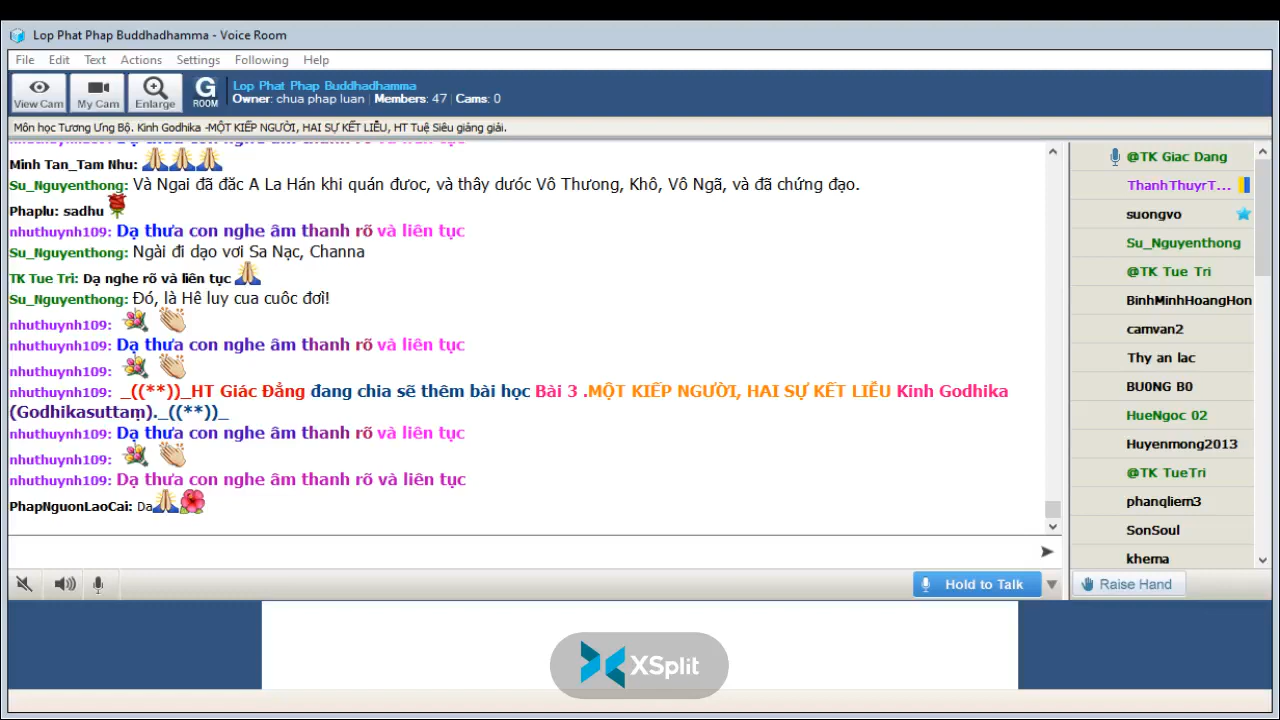 Lop Phat Phap Buddhadhamma - Voice Room
File Edit Text Actions Settings Following Help
View Cam
My Cam
Enlarge
G ROOM
Lop Phat Phap Buddhadhamma
Owner: chua phap luan | Members: 47 | Cams: 0
Môn học Tương Ưng Bộ. Kinh Godhika -MỘT KIẾP NGƯỜI, HAI SỰ KẾT LIỄU, HT Tuệ Siêu giảng giải.
Minh Tan_Tam Nhu:
Su_Nguyenthong: Và Ngai đã đăc A La Hán khi quán đươc, và thây dước Vô Thương, Khô, Vô Ngã, và đã chứng đạo.
Phaplu: sadhu
nhuthuynh109: Dạ thưa con nghe âm thanh rõ và liên tục
Su_Nguyenthong: Ngài đi dạo vơi Sa Nạc, Channa
TK Tue Tri: Dạ nghe rõ và liên tục
Su_Nguyenthong: Đó, là Hê luy cua cuôc đơi!
nhuthuynh109:
nhuthuynh109: Dạ thưa con nghe âm thanh rõ và liên tục
nhuthuynh109:
nhuthuynh109: _((**))_HT Giác Đẳng đang chia sẽ thêm bài học Bài 3 .MỘT KIẾP NGƯỜI, HAI SỰ KẾT LIỄU Kinh Godhika
(Godhikasuttam)._((**))_
nhuthuynh109: Dạ thưa con nghe âm thanh rõ và liên tục
nhuthuynh109:
nhuthuynh109: Dạ thưa con nghe âm thanh rõ và liên tục
PhapNguonLaoCai: Da
Hold to Talk
@TK Giac Dang
ThanhThuyrT...
suongvo
Su_Nguyenthong
@TK Tue Tri
BinhMinhHoangHon
camvan2
Thy an lac
BU0NG B0
HueNgoc 02
Huyenmong2013
@TK TueTri
phanqliem3
SonSoul
khema
Raise Hand
XSplit